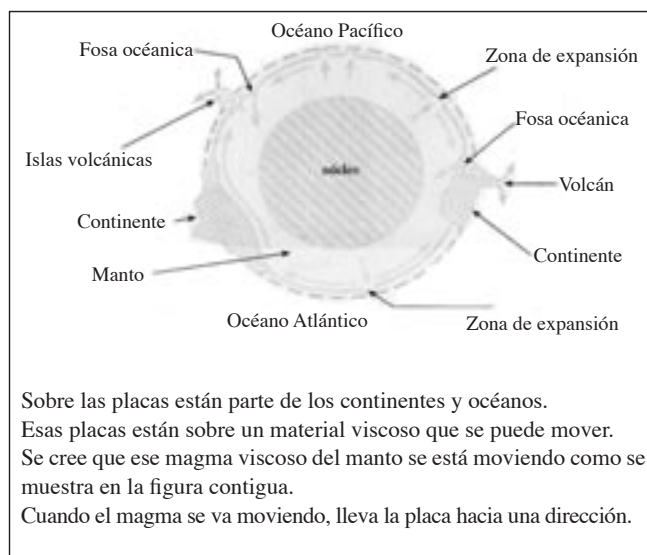 Océano Pacífico
Fosa océanica
Zona de expansión
Fosa océanica
Islas volcánicas
núcleo
Volcán
Continente
Continente
Manto
Océano Atlántico
Zona de expansión
Sobre las placas están parte de los continentes y océanos.
Esas placas están sobre un material viscoso que se puede mover.
Se cree que ese magma viscoso del manto se está moviendo como se
muestra en la figura contigua.
Cuando el magma se va moviendo, lleva la placa hacia una dirección.